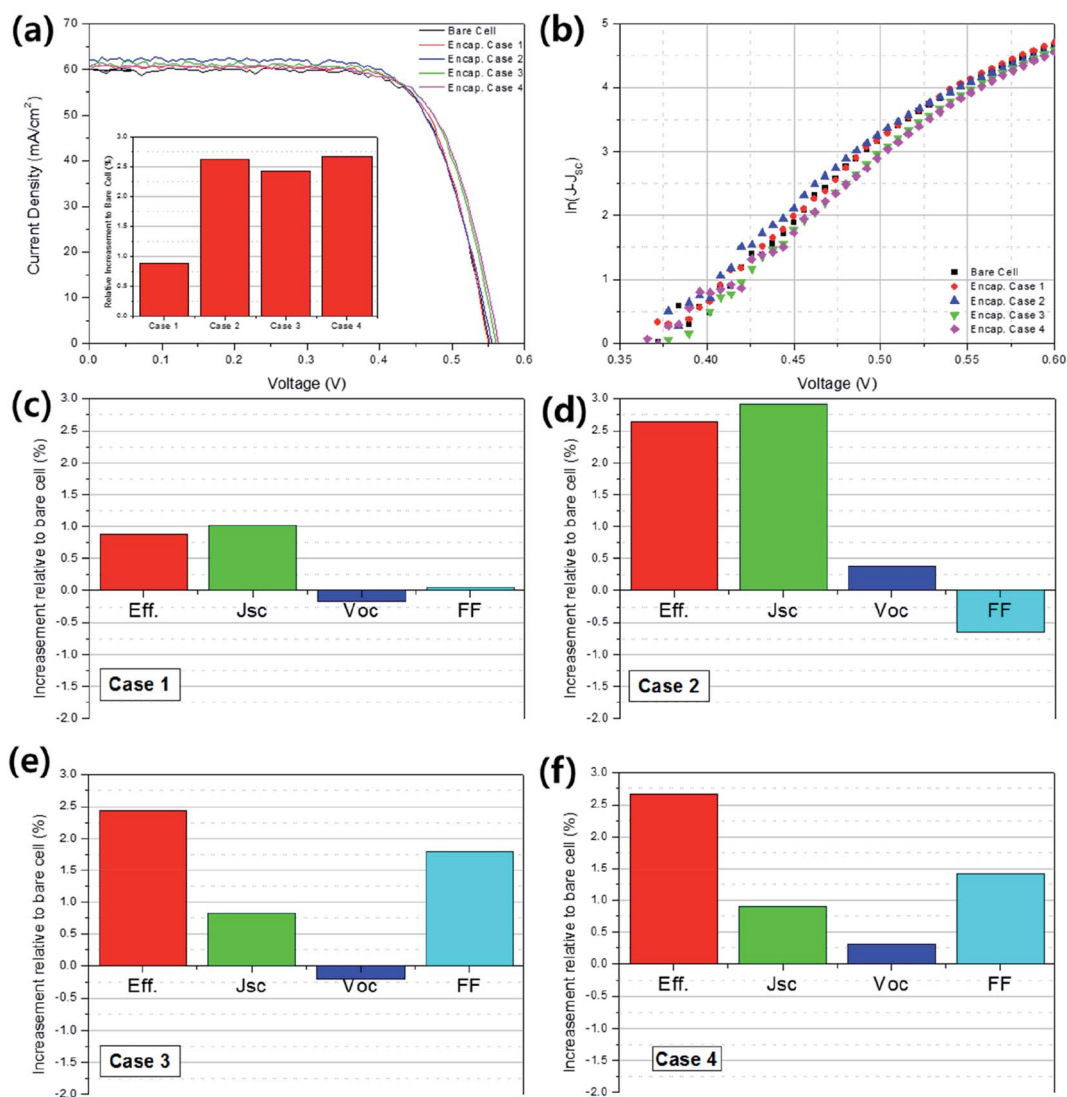 (a)
70
60
50
40
30
20
10
0
0.0 0.1 0.2 0.3 0.4 0.5 0.6
Current Density (mA/cm²)
Voltage (V)
Bare Cell
Encap. Case 1
Encap. Case 2
Encap. Case 3
Encap. Case 4
Relative Increasement to Bare Cell (%)
3.0
2.5
2.0
1.5
1.0
0.5
0.0
Case 1 Case 2 Case 3 Case 4
(b)
5
4
3
2
1
0
0.35 0.40 0.45 0.50 0.55 0.60
ln(J-Jsc)
Voltage (V)
Bare Cell
Encap. Case 1
Encap. Case 2
Encap. Case 3
Encap. Case 4
(c)
Increasement relative to bare cell (%)
3.0
2.5
2.0
1.5
1.0
0.5
0.0
-0.5
-1.0
-1.5
-2.0
Eff. Jsc Voc FF
Case 1
(d)
Increasement relative to bare cell (%)
3.0
2.5
2.0
1.5
1.0
0.5
0.0
-0.5
-1.0
-1.5
-2.0
Eff. Jsc Voc FF
Case 2
(e)
Increasement relative to bare cell (%)
3.0
2.5
2.0
1.5
1.0
0.5
0.0
-0.5
-1.0
-1.5
-2.0
Eff. Jsc Voc FF
Case 3
(f)
Increasement relative to bare cell (%)
3.0
2.5
2.0
1.5
1.0
0.5
0.0
-0.5
-1.0
-1.5
-2.0
Eff. Jsc Voc FF
Case 4